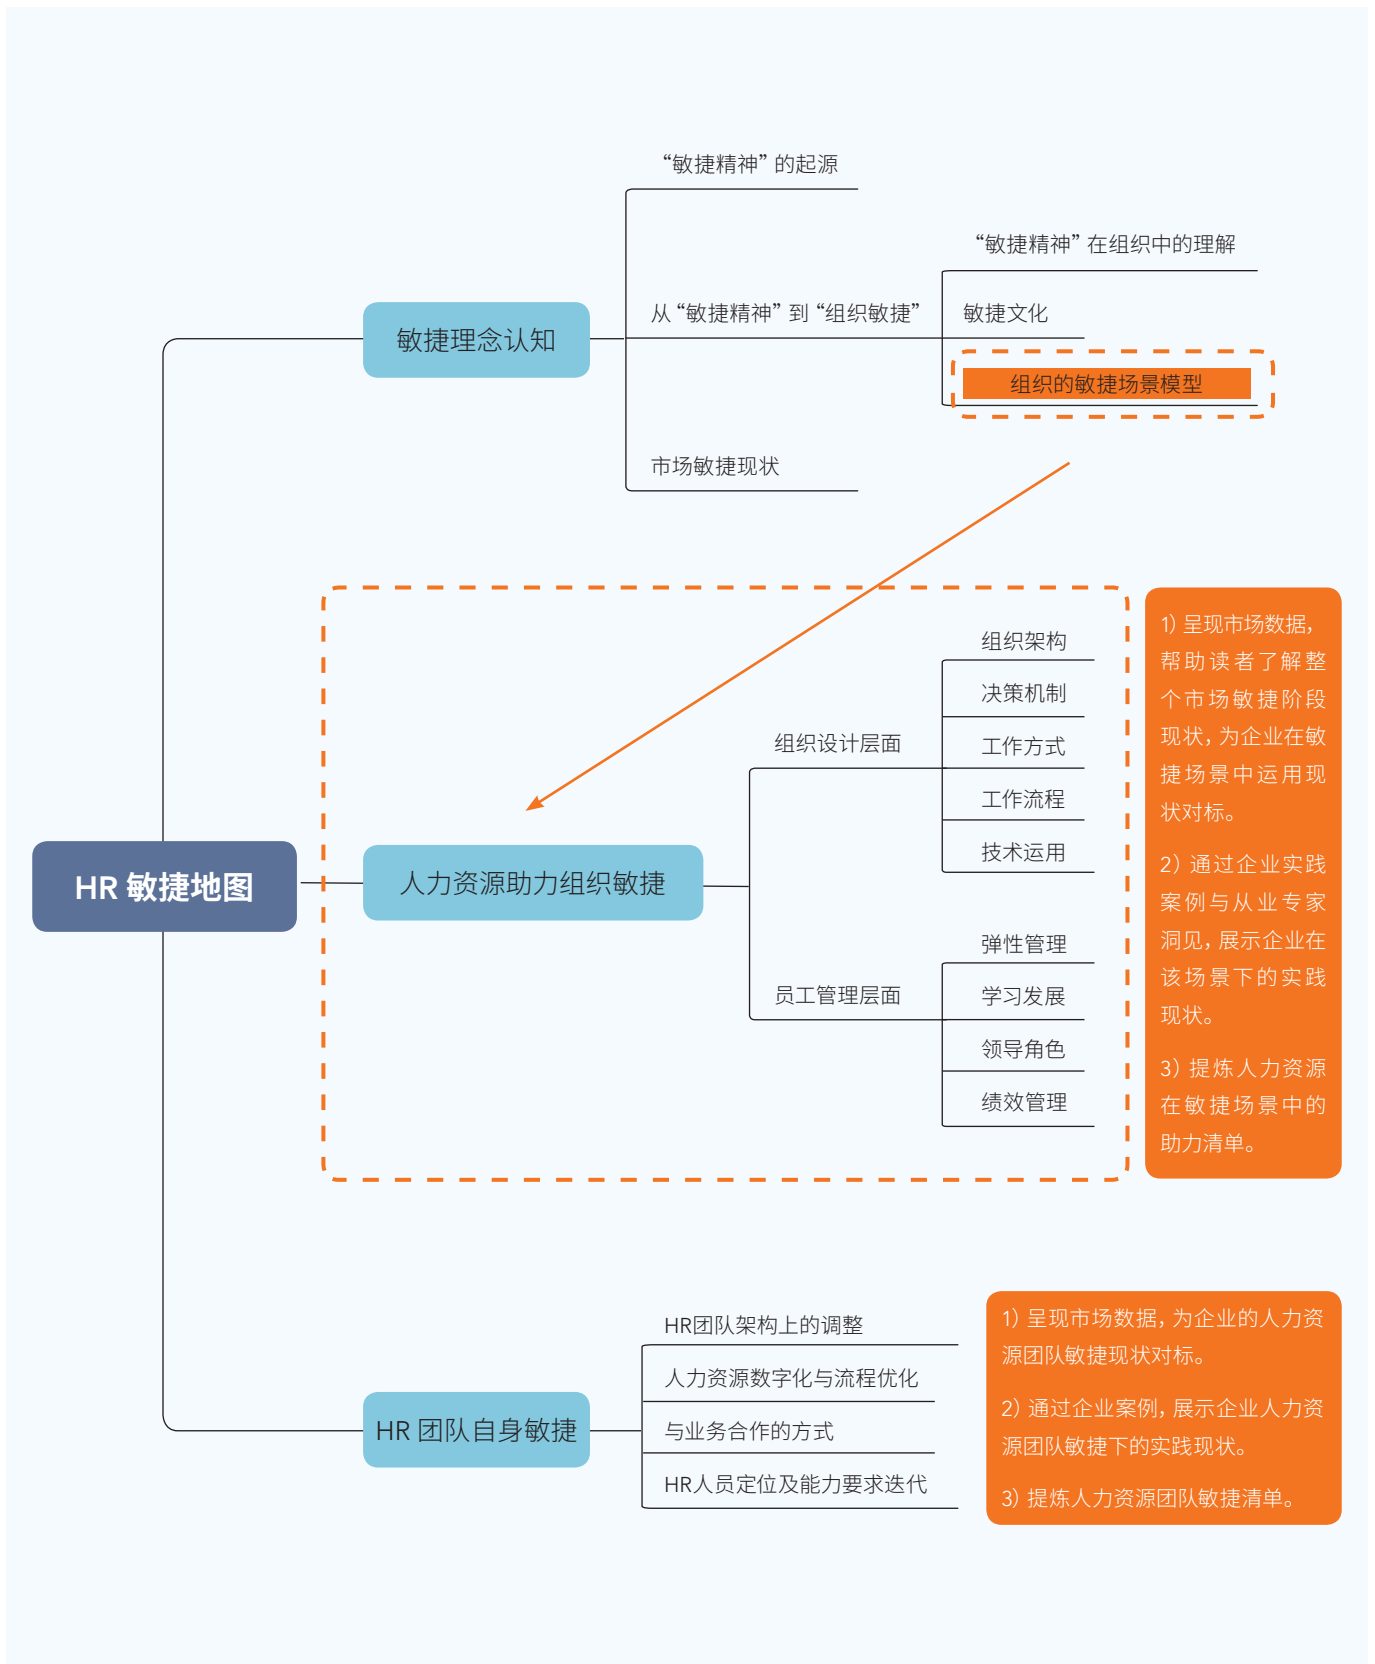 “敏捷精神”的起源
“敏捷精神”在组织中的理解
从“敏捷精神”到“组织敏捷”
敏捷文化
敏捷理念认知
组织的敏捷场景模型
市场敏捷现状
组织架构
决策机制
组织设计层面
工作方式
工作流程
技术运用
HR 敏捷地图
人力资源助力组织敏捷
弹性管理
员工管理层面
学习发展
领导角色
绩效管理
1）呈现市场数据，
帮助读者了解整
个市场敏捷阶段
现状，为企业在敏
捷场景中运用现
状对标。
2）通过企业实践
案例与从业专家
洞见，展示企业在
该场景下的实践
现状。
3）提炼人力资源
在敏捷场景中的
助力清单。
HR团队架构上的调整
人力资源数字化与流程优化
HR 团队自身敏捷
与业务合作的方式
HR人员定位及能力要求迭代
1）呈现市场数据，为企业的人力资
源团队敏捷现状对标。
2）通过企业案例，展示企业人力资
源团队敏捷下的实践现状。
3）提炼人力资源团队敏捷清单。